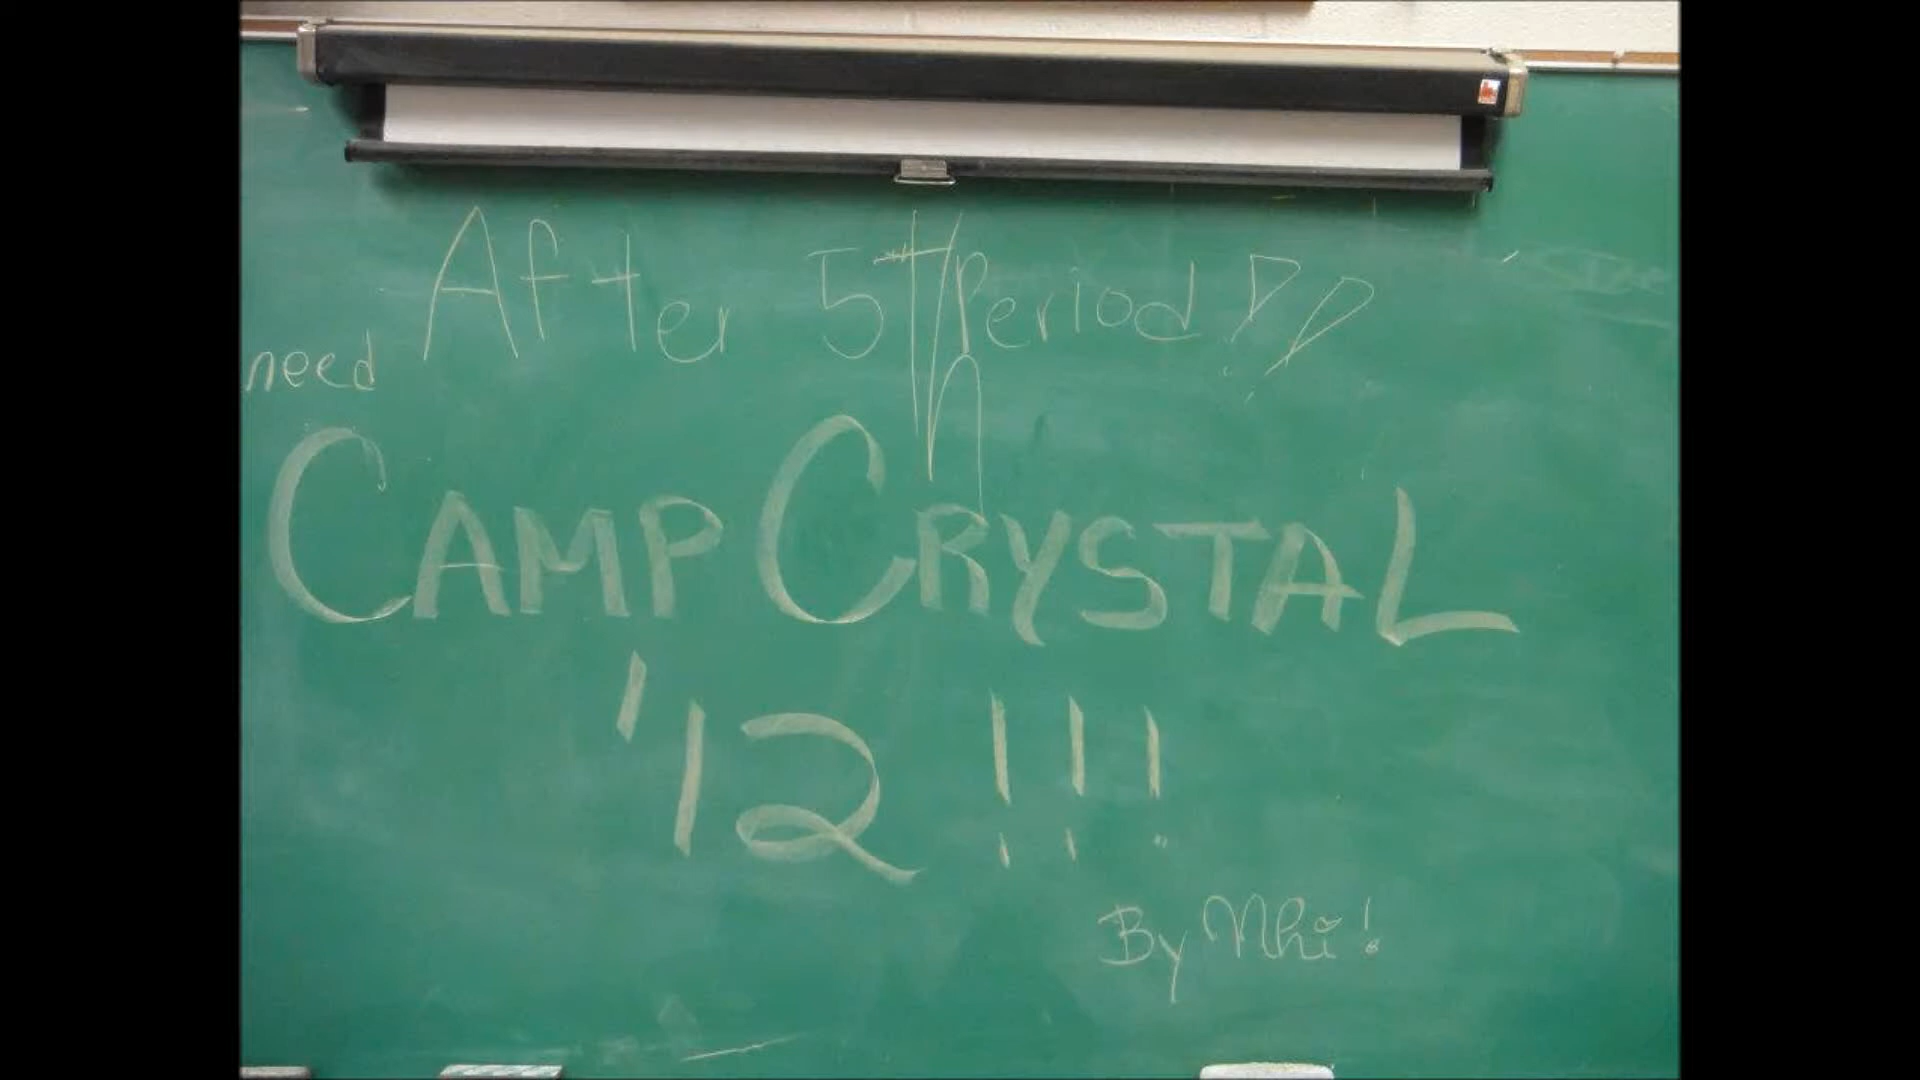 After 5th Period!!
need
CAMP CRYSTAL
'12!!!
By Nhi!